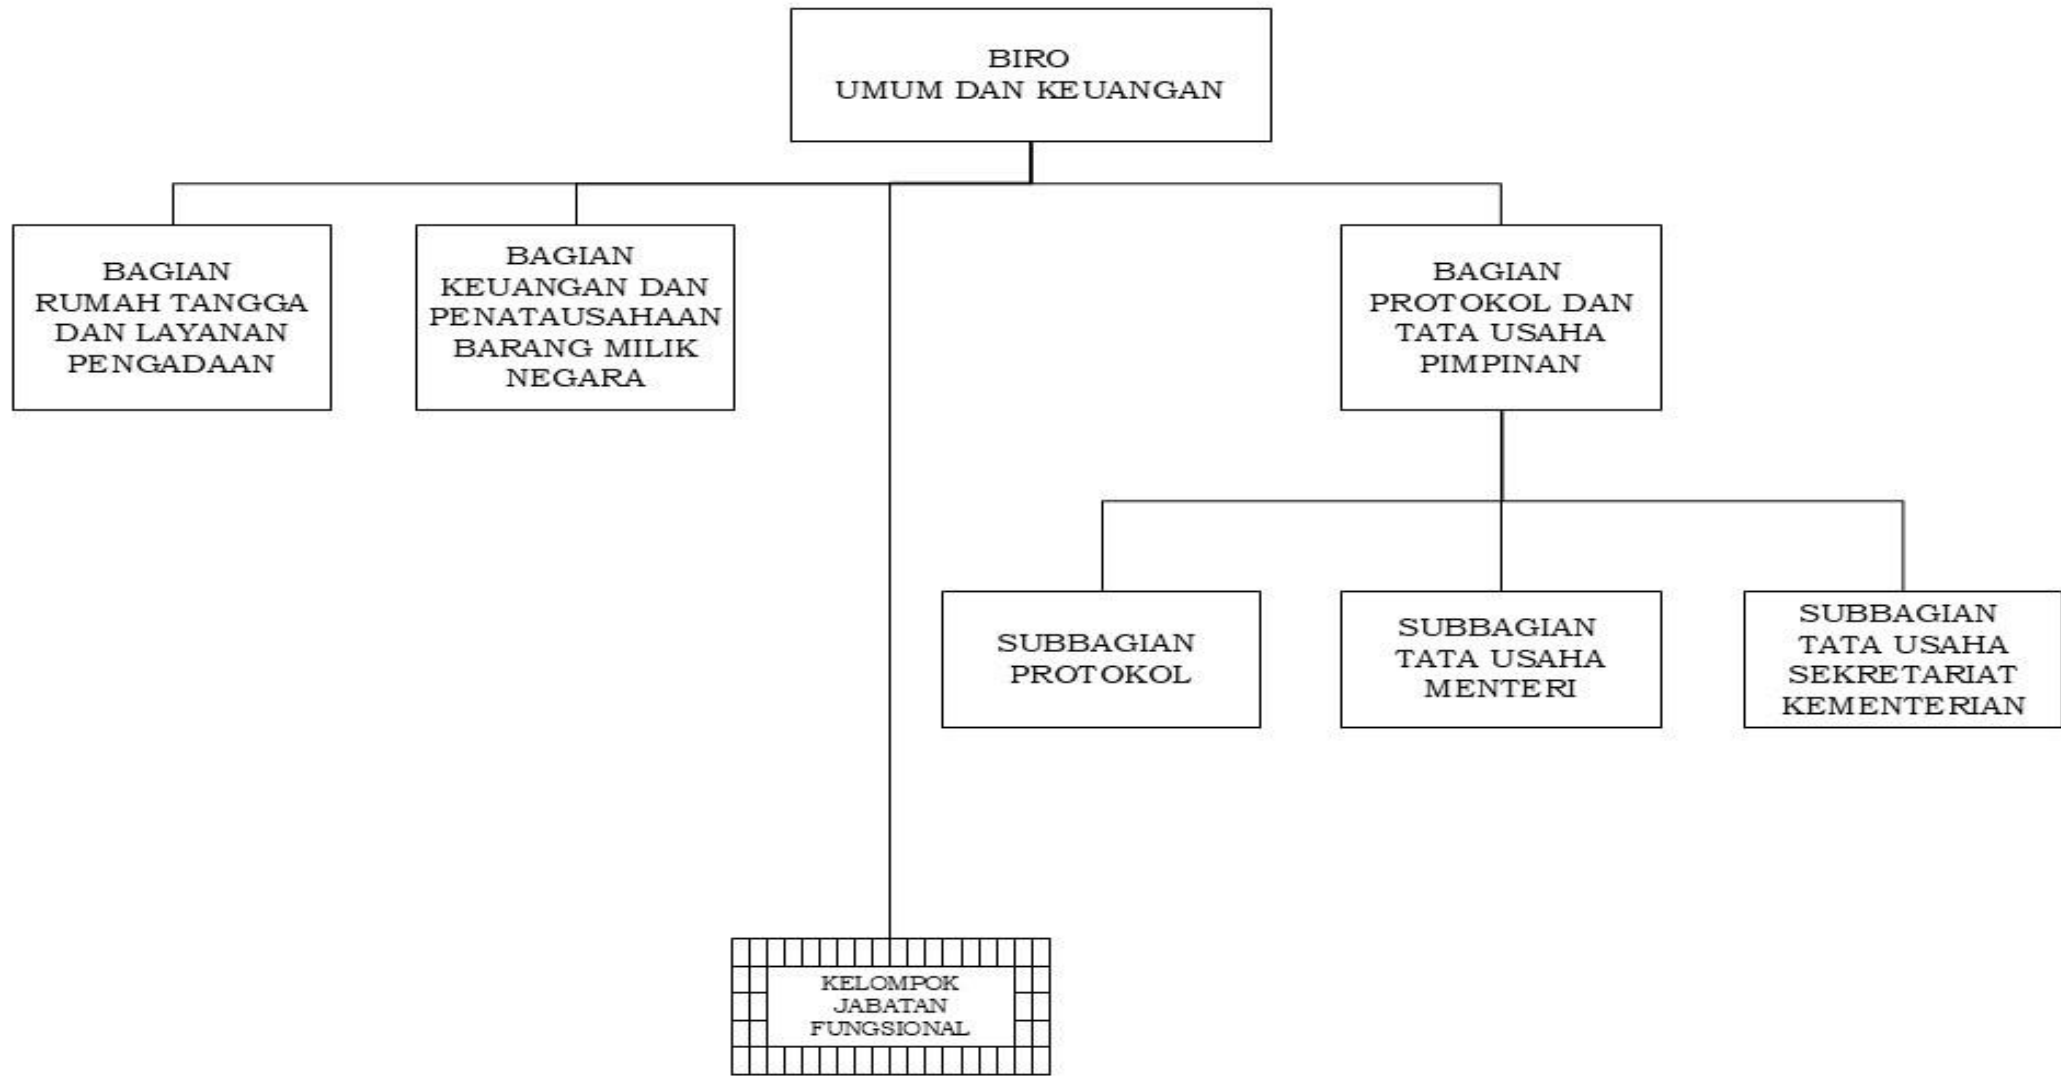 BIRO
UMUM DAN KEUANGAN
BAGIAN
RUMAH TANGGA
DAN LAYANAN
PENGADAAN
BAGIAN
KEUANGAN DAN
PENATAUSAHAAN
BARANG MILIK
NEGARA
BAGIAN
PROTOKOL DAN
TATA USAHA
PIMPINAN
SUBBAGIAN
PROTOKOL
SUBBAGIAN
TATA USAHA
MENTERI
SUBBAGIAN
TATA USAHA
SEKRETARIAT
KEMENTERIAN
KELOMPOK
JABATAN
FUNGSIONAL